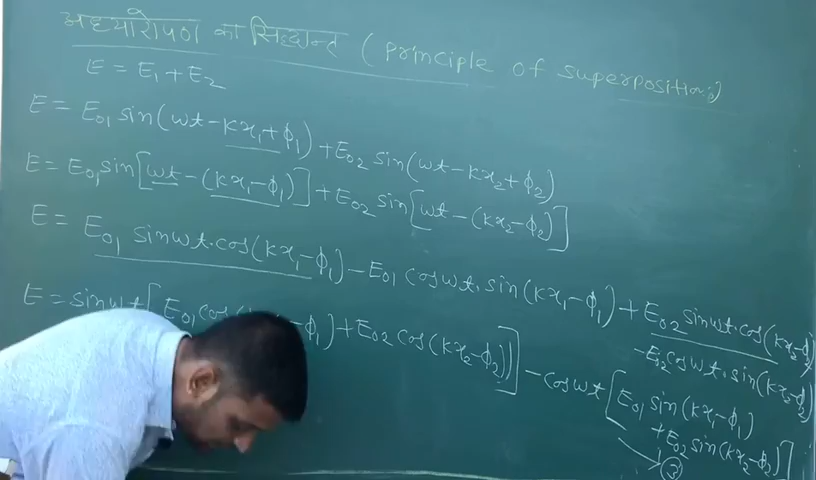 अध्यारोपण का सिद्धान्त (principle of superposition)
E = E₁ + E₂
E = E₀₁ sin(ωt - kx₁ + ϕ₁) + E₀₂ sin(ωt - kx₂ + ϕ₂)
E = E₀₁ sin[ωt - (kx₁ - ϕ₁)] + E₀₂ sin[ωt - (kx₂ - ϕ₂)]
E = E₀₁ sinωt.cos(kx₁ - ϕ₁) - E₀₁ cosωt.sin(kx₁ - ϕ₁) + E₀₂ sinωt.cos(kx₂ - ϕ₂)
- E₀₂ cosωt.sin(kx₂ - ϕ₂)
E = sinωt[E₀₁ cos - ϕ₁) + E₀₂ cos(kx₂ - ϕ₂)] - cosωt[E₀₁ sin(kx₁ - ϕ₁)
+ E₀₂ sin(kx₂ - ϕ₂)]
③